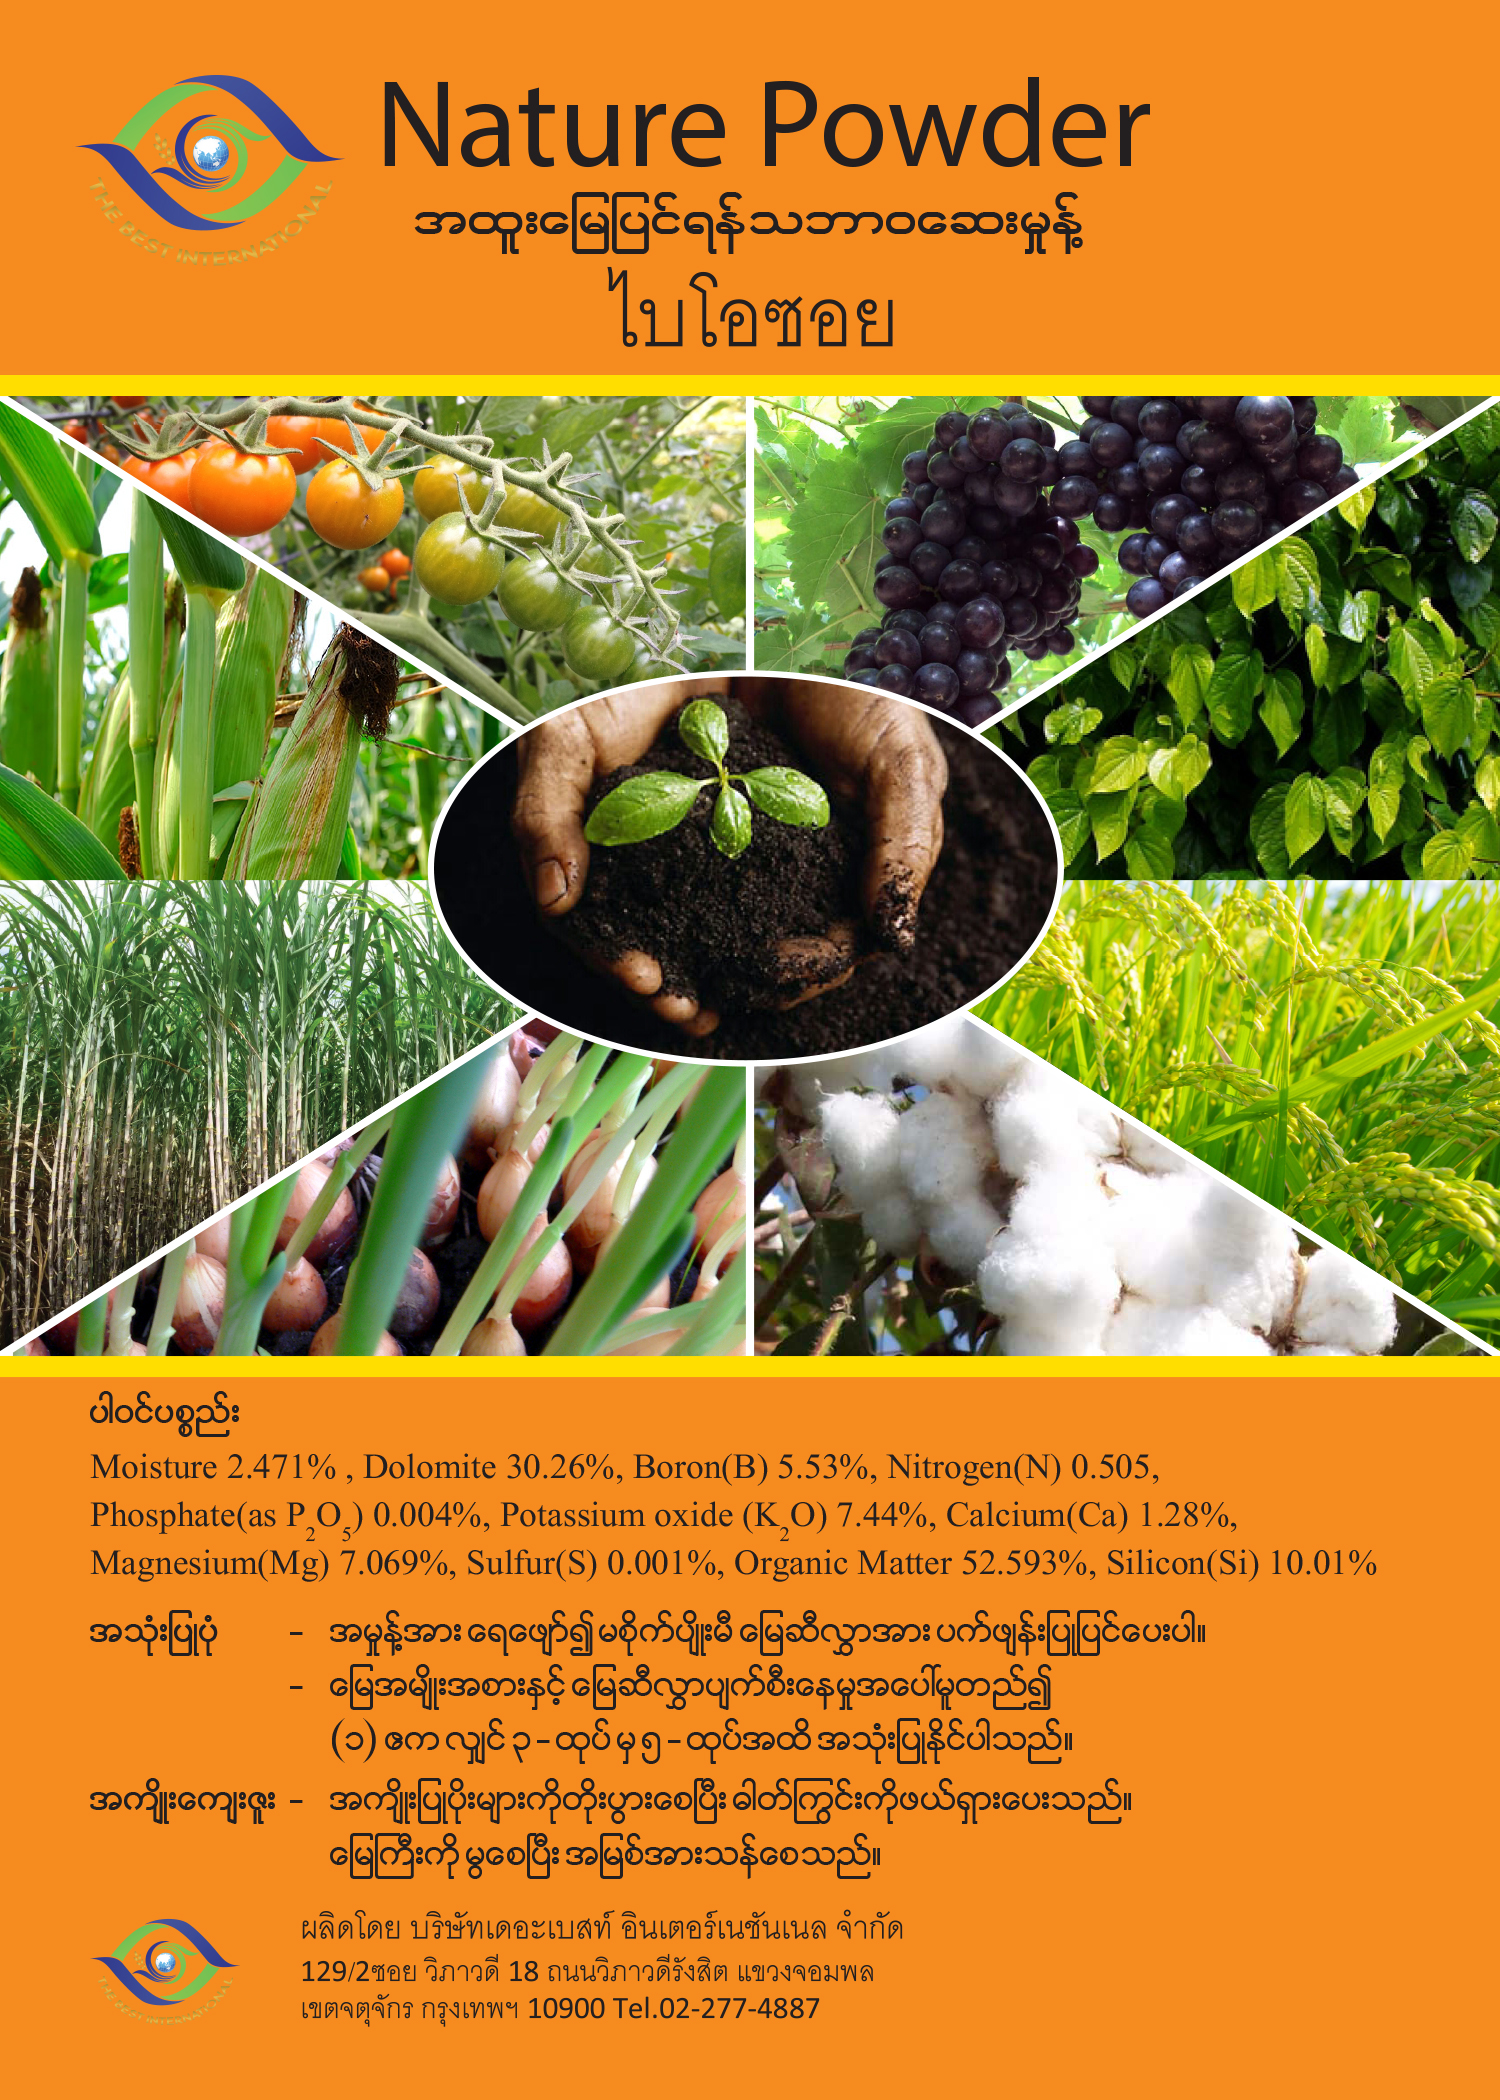 Nature Powder
THE BEST INTERNATIONAL
အထူးမြေပြင်ရန်သဘာဝဆေးမှုန့်
ไบโอซอย
ပါဝင်ပစ္စည်း
Moisture 2.471% , Dolomite 30.26%, Boron(B) 5.53%, Nitrogen(N) 0.505,
Phosphate(as P₂O₅) 0.004%, Potassium oxide (K₂O) 7.44%, Calcium(Ca) 1.28%,
Magnesium(Mg) 7.069%, Sulfur(S) 0.001%, Organic Matter 52.593%, Silicon(Si) 10.01%
အသုံးပြုပုံ - အမှုန့်အား ရေဖျော်၍ မစိုက်ပျိုးမီ မြေဆီလွှာအား ပက်ဖျန်းပြုပြင်ပေးပါ။
- မြေအမျိုးအစားနှင့် မြေဆီလွှာပျက်စီးနေမှုအပေါ်မူတည်၍
(၁) ဧက လျှင် ၃ - ထုပ် မှ ၅ - ထုပ်အထိ အသုံးပြုနိုင်ပါသည်။
အကျိုးကျေးဇူး - အကျိုးပြုပိုးများကိုတိုးပွားစေပြီး ဓါတ်ကြွင်းကိုဖယ်ရှားပေးသည်။
မြေကြီးကို မွစေပြီး အမြစ်အားသန်စေသည်။
ผลิตโดย บริษัทเดอะเบสท์ อินเตอร์เนชันเนล จำกัด
129/2ซอย วิภาวดี 18 ถนนวิภาวดีรังสิต แขวงจอมพล
เขตจตุจักร กรุงเทพฯ 10900 Tel.02-277-4887
THE BEST INTERNATIONAL